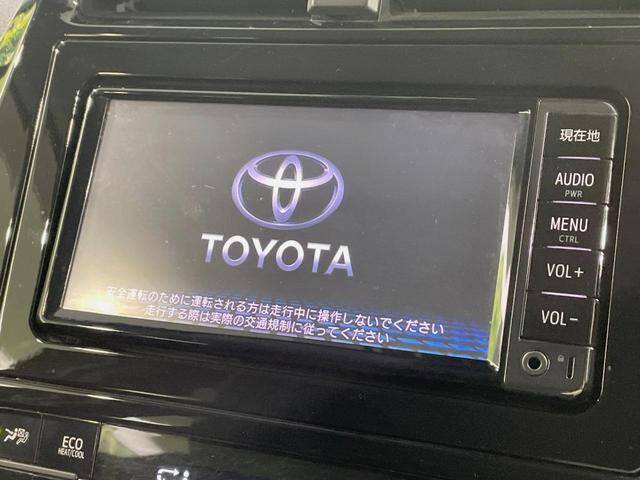 現在地
AUDIO
PWR
MENU
CTRL
VOL+
VOL-
TOYOTA
安全運転のために運転される方は走行中に操作しないでください
走行する際は実際の交通規制に従ってください
ECO
HEAT/COOL